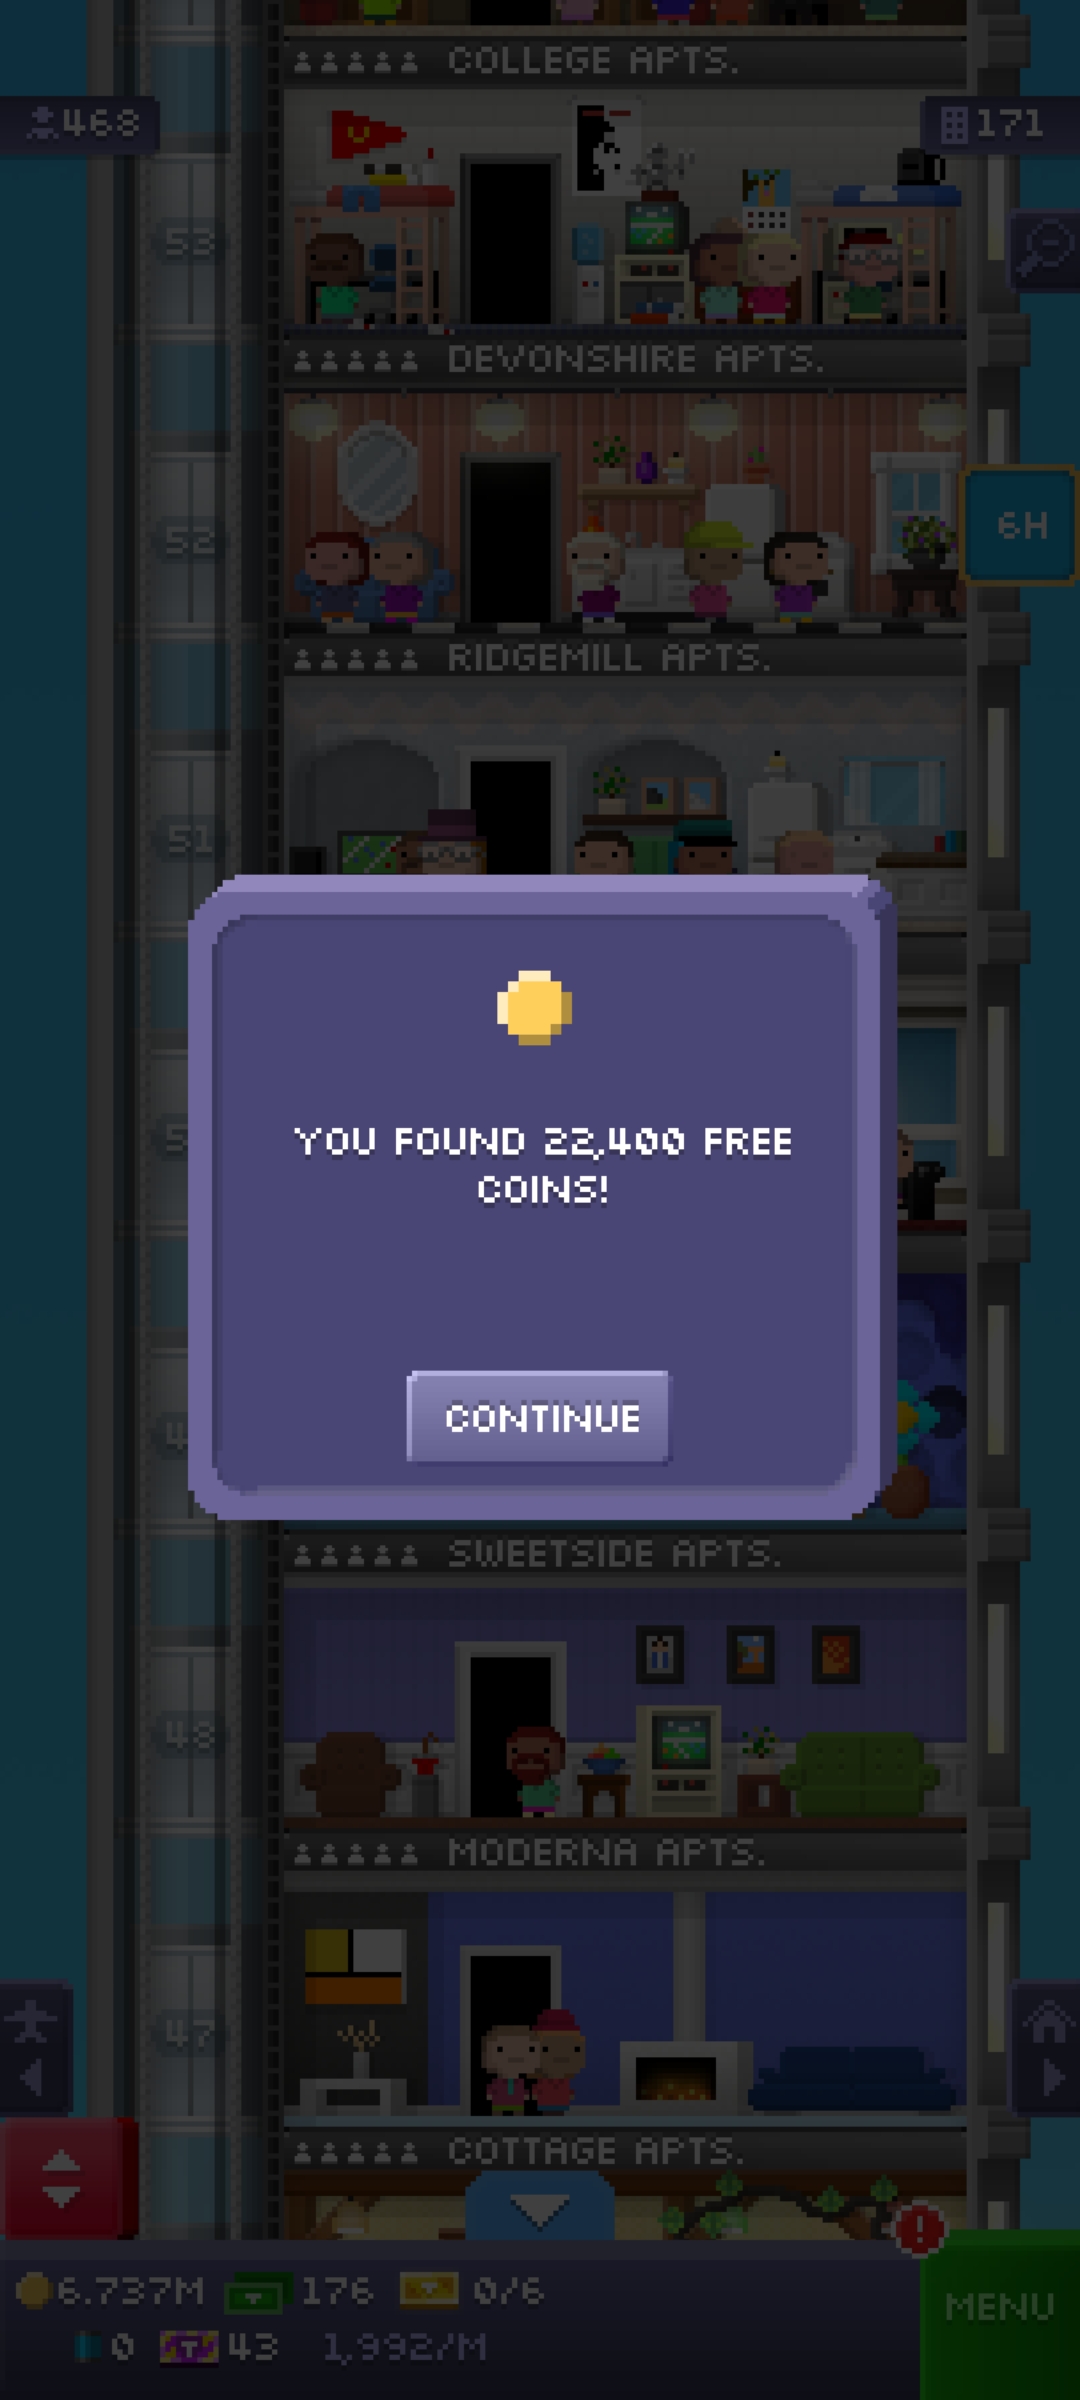 COLLEGE APTS.
468
171
53
DEVONSHIRE APTS.
52
6H
RIDGEMILL APTS.
51
YOU FOUND 22,400 FREE
COINS!
CONTINUE
SWEETSIDE APTS.
48
MODERNA APTS.
47
COTTAGE APTS.
!
6.737M 176 0/6
MENU
0 T 43 1,992/M